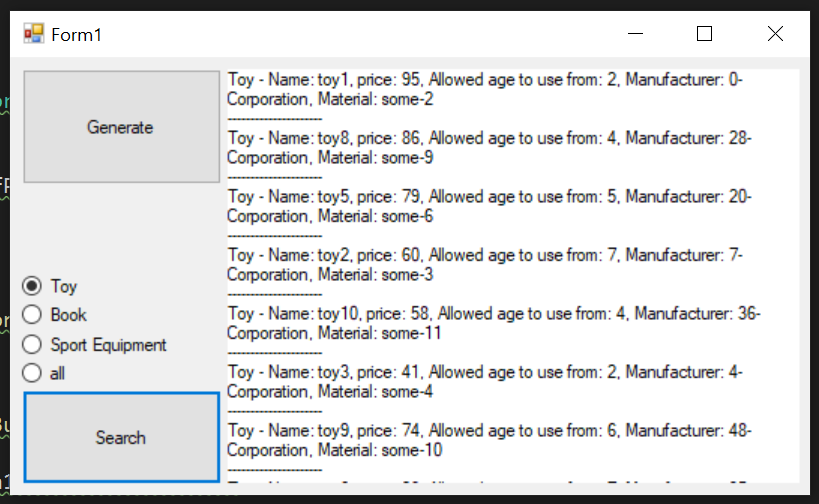 Form1
Generate
Toy
Book
Sport Equipment
all
Search
Toy - Name: toy1, price: 95, Allowed age to use from: 2, Manufacturer: 0-
Corporation, Material: some-2
---------------------
Toy - Name: toy8, price: 86, Allowed age to use from: 4, Manufacturer: 28-
Corporation, Material: some-9
---------------------
Toy - Name: toy5, price: 79, Allowed age to use from: 5, Manufacturer: 20-
Corporation, Material: some-6
---------------------
Toy - Name: toy2, price: 60, Allowed age to use from: 7, Manufacturer: 7-
Corporation, Material: some-3
---------------------
Toy - Name: toy10, price: 58, Allowed age to use from: 4, Manufacturer: 36-
Corporation, Material: some-11
---------------------
Toy - Name: toy3, price: 41, Allowed age to use from: 2, Manufacturer: 4-
Corporation, Material: some-4
---------------------
Toy - Name: toy9, price: 74, Allowed age to use from: 6, Manufacturer: 48-
Corporation, Material: some-10
---------------------